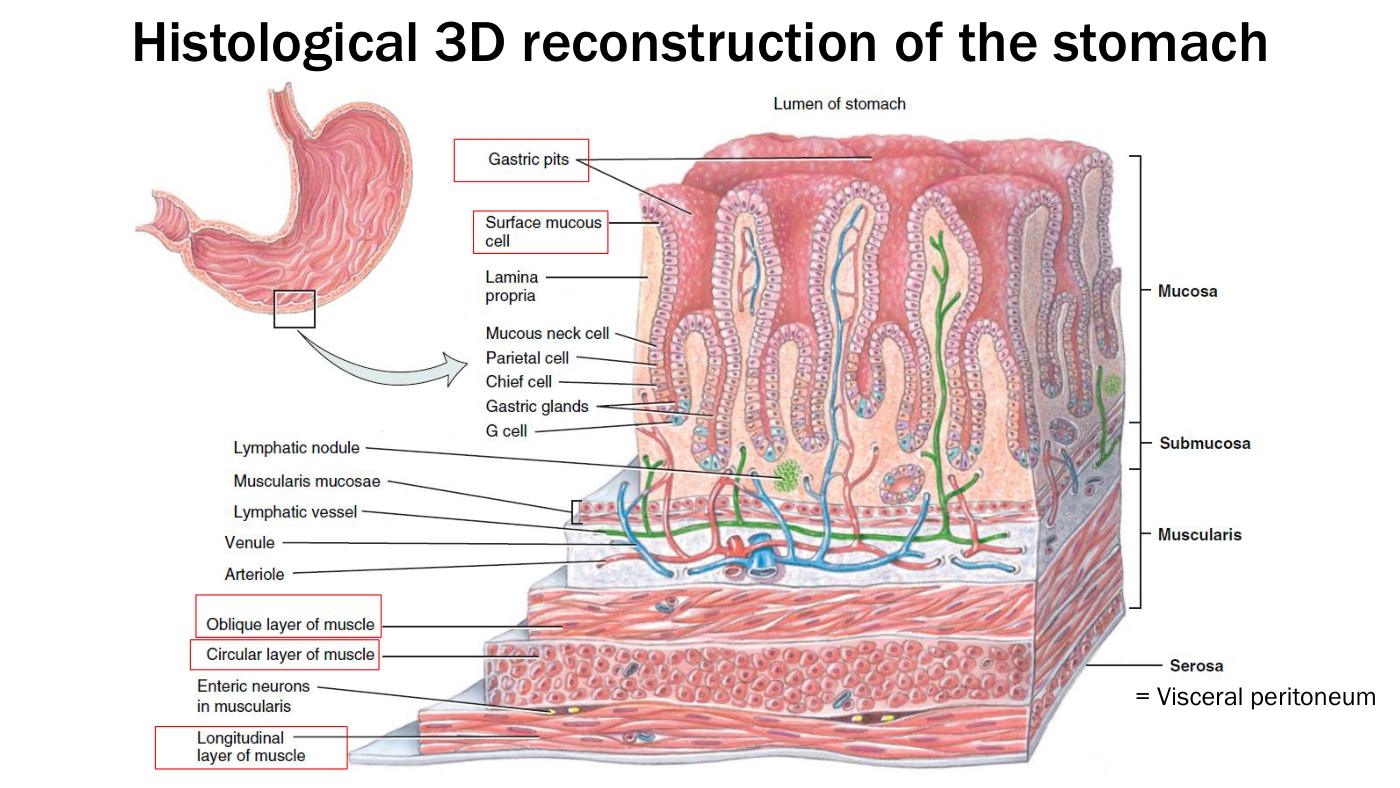 Histological 3D reconstruction of the stomach
Lumen of stomach
Gastric pits
Surface mucous
cell
Lamina
propria
Mucous neck cell
Parietal cell
Chief cell
Gastric glands
G cell
Lymphatic nodule
Muscularis mucosae
Lymphatic vessel
Venule
Arteriole
Oblique layer of muscle
Circular layer of muscle
Enteric neurons
in muscularis
Longitudinal
layer of muscle
Mucosa
Submucosa
Muscularis
Serosa
= Visceral peritoneum